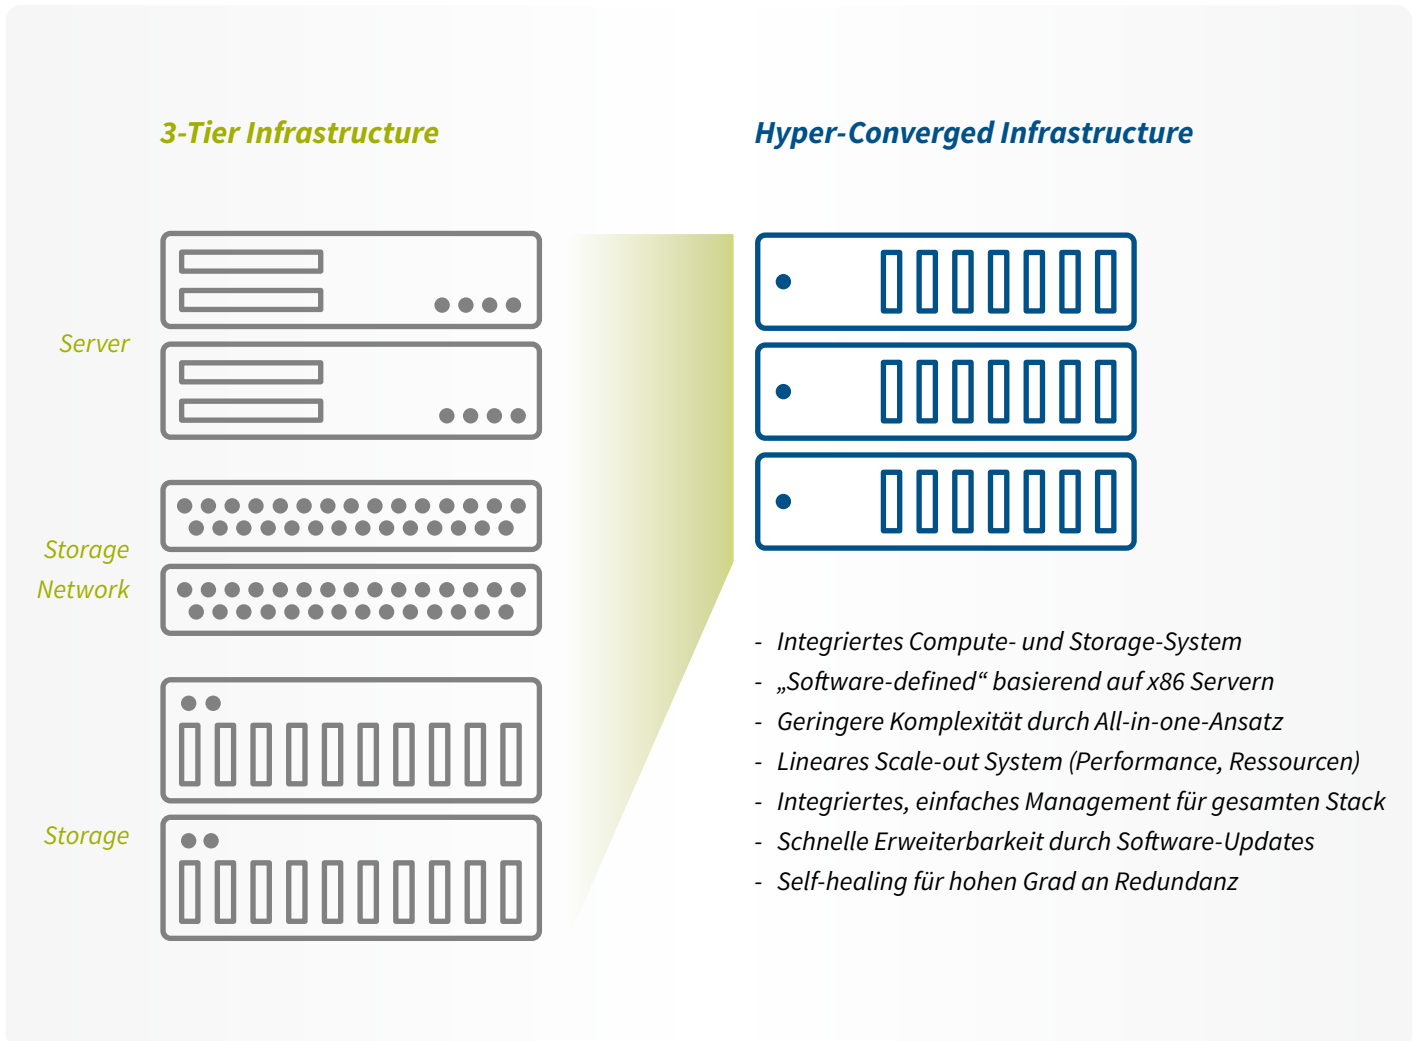 3-Tier Infrastructure
Server
Storage
Network
Storage
Hyper-Converged Infrastructure
- Integriertes Compute- und Storage-System
- „Software-defined“ basierend auf x86 Servern
- Geringere Komplexität durch All-in-one-Ansatz
- Lineares Scale-out System (Performance, Ressourcen)
- Integriertes, einfaches Management für gesamten Stack
- Schnelle Erweiterbarkeit durch Software-Updates
- Self-healing für hohen Grad an Redundanz